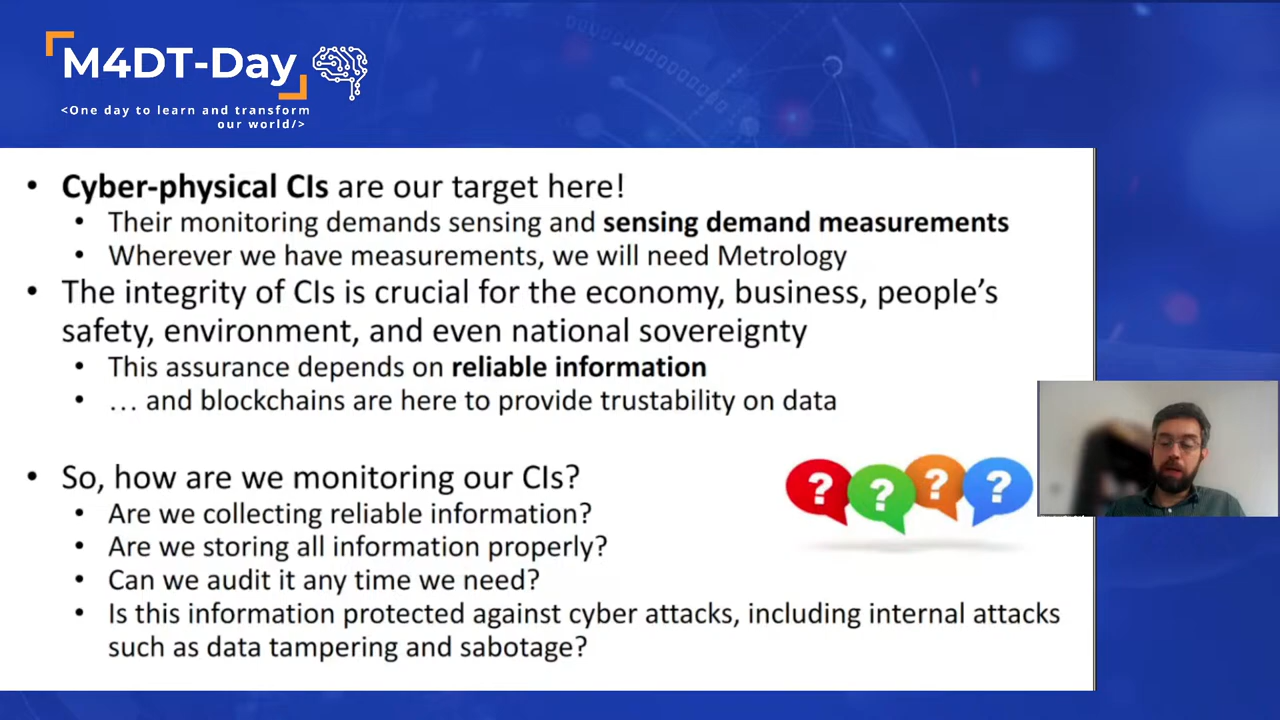 M4DT-Day
<One day to learn and transform
our world/>
• Cyber-physical CIs are our target here!
• Their monitoring demands sensing and sensing demand measurements
• Wherever we have measurements, we will need Metrology
• The integrity of CIs is crucial for the economy, business, people’s
safety, environment, and even national sovereignty
• This assurance depends on reliable information
• … and blockchains are here to provide trustability on data
• So, how are we monitoring our CIs?
? ? ? ?
• Are we collecting reliable information?
• Are we storing all information properly?
• Can we audit it any time we need?
• Is this information protected against cyber attacks, including internal attacks
such as data tampering and sabotage?